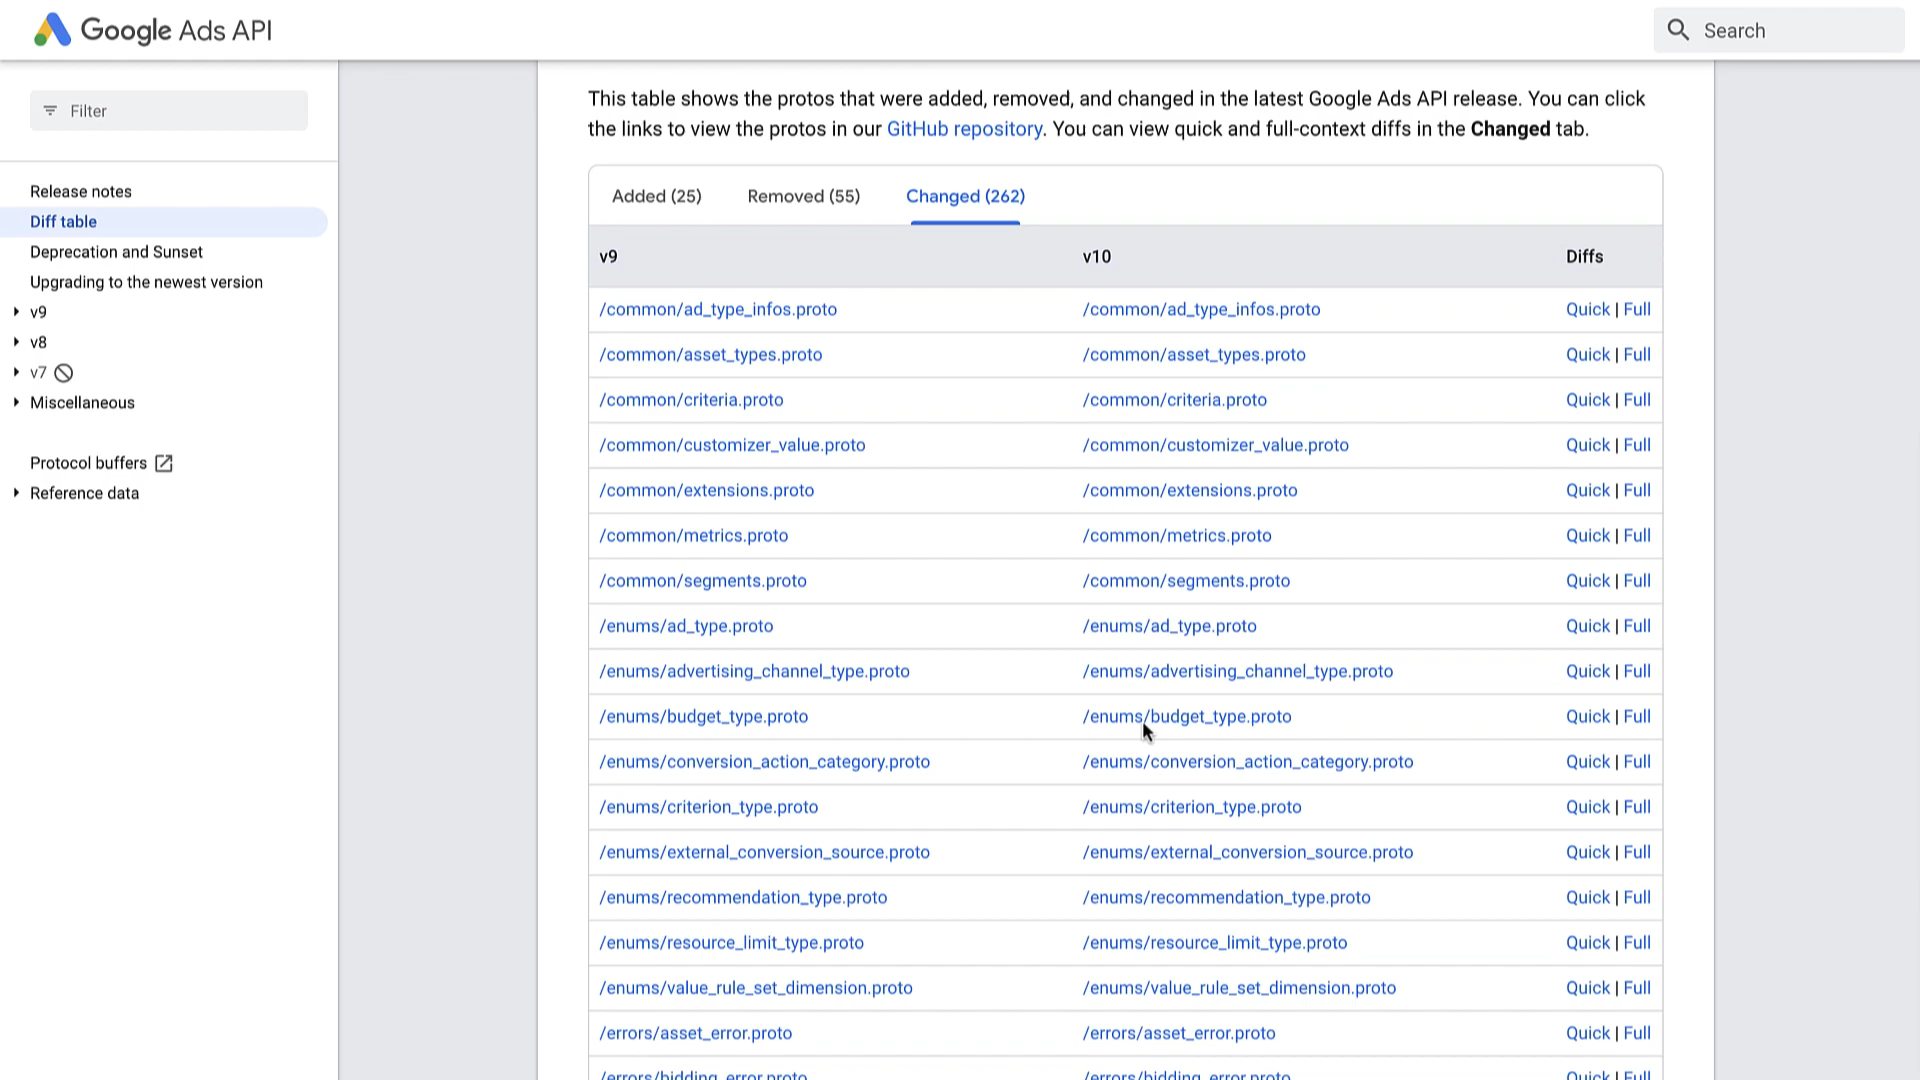 Google Ads API
Search
Filter
Release notes
Diff table
Deprecation and Sunset
Upgrading to the newest version
v9
v8
v7
Miscellaneous
Protocol buffers
Reference data
This table shows the protos that were added, removed, and changed in the latest Google Ads API release. You can click
the links to view the protos in our GitHub repository. You can view quick and full-context diffs in the Changed tab.
Added (25) Removed (55) Changed (262)
v9 v10 Diffs
/common/ad_type_infos.proto /common/ad_type_infos.proto Quick | Full
/common/asset_types.proto /common/asset_types.proto Quick | Full
/common/criteria.proto /common/criteria.proto Quick | Full
/common/customizer_value.proto /common/customizer_value.proto Quick | Full
/common/extensions.proto /common/extensions.proto Quick | Full
/common/metrics.proto /common/metrics.proto Quick | Full
/common/segments.proto /common/segments.proto Quick | Full
/enums/ad_type.proto /enums/ad_type.proto Quick | Full
/enums/advertising_channel_type.proto /enums/advertising_channel_type.proto Quick | Full
/enums/budget_type.proto /enums/budget_type.proto Quick | Full
/enums/conversion_action_category.proto /enums/conversion_action_category.proto Quick | Full
/enums/criterion_type.proto /enums/criterion_type.proto Quick | Full
/enums/external_conversion_source.proto /enums/external_conversion_source.proto Quick | Full
/enums/recommendation_type.proto /enums/recommendation_type.proto Quick | Full
/enums/resource_limit_type.proto /enums/resource_limit_type.proto Quick | Full
/enums/value_rule_set_dimension.proto /enums/value_rule_set_dimension.proto Quick | Full
/errors/asset_error.proto /errors/asset_error.proto Quick | Full
/errors/bidding_error.proto /errors/bidding_error.proto Quick | Full